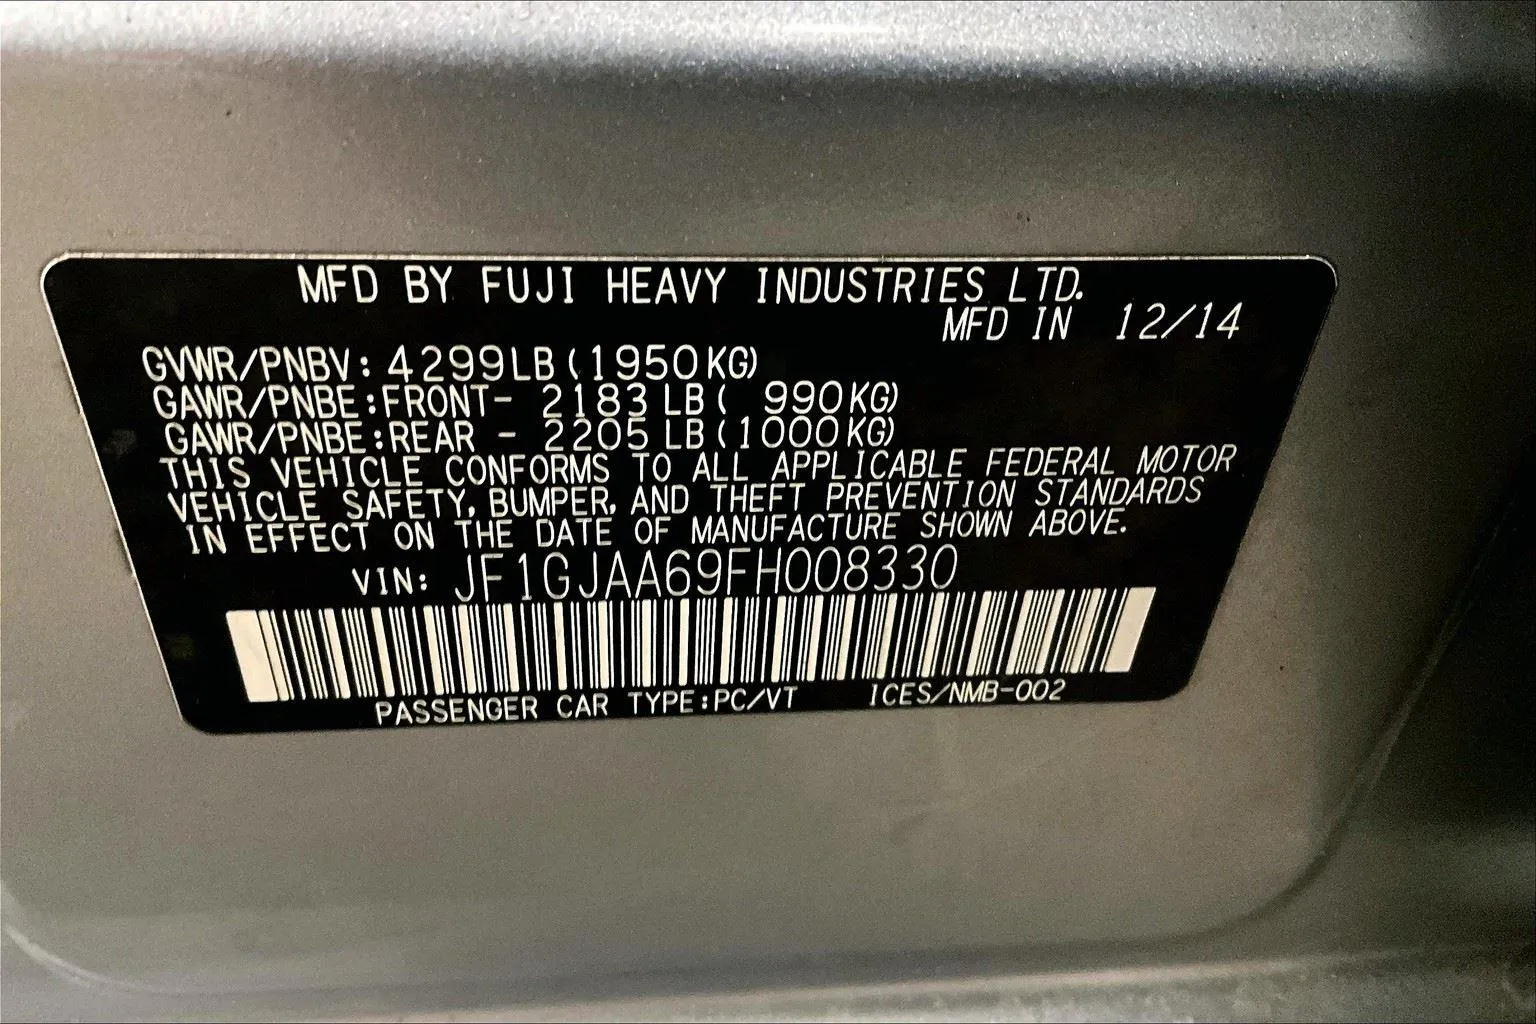 MFD BY FUJI HEAVY INDUSTRIES LTD.
MFD IN 12/14
GVWR/PNBV: 4299LB(1950KG)
GAWR/PNBE:FRONT- 2183 LB( 990KG)
GAWR/PNBE:REAR - 2205 LB(1000KG)
THIS VEHICLE CONFORMS TO ALL APPLICABLE FEDERAL MOTOR
VEHICLE SAFETY, BUMPER, AND THEFT PREVENTION STANDARDS
IN EFFECT ON THE DATE OF MANUFACTURE SHOWN ABOVE.
VIN: JF1GJAA69FH008330
PASSENGER CAR TYPE:PC/VT ICES/NMB-002